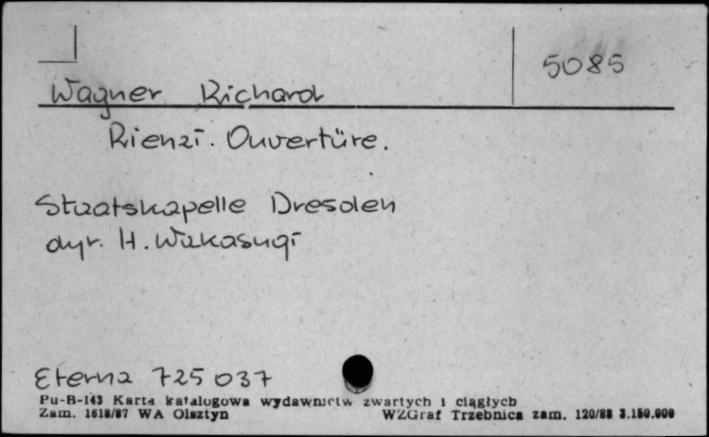 5085
Wagner Richard
Rienzi. Ouvertüre.
Staatskapelle Dresden
dyr. H. Wakasugi
Eterna 725 037
Pu-B-143 Karta katalogowa wydawnictw zwartych i ciągłych
Zam. 1618/87 WA Olsztyn WZGraf Trzebnica zam. 120/88 3.150.000